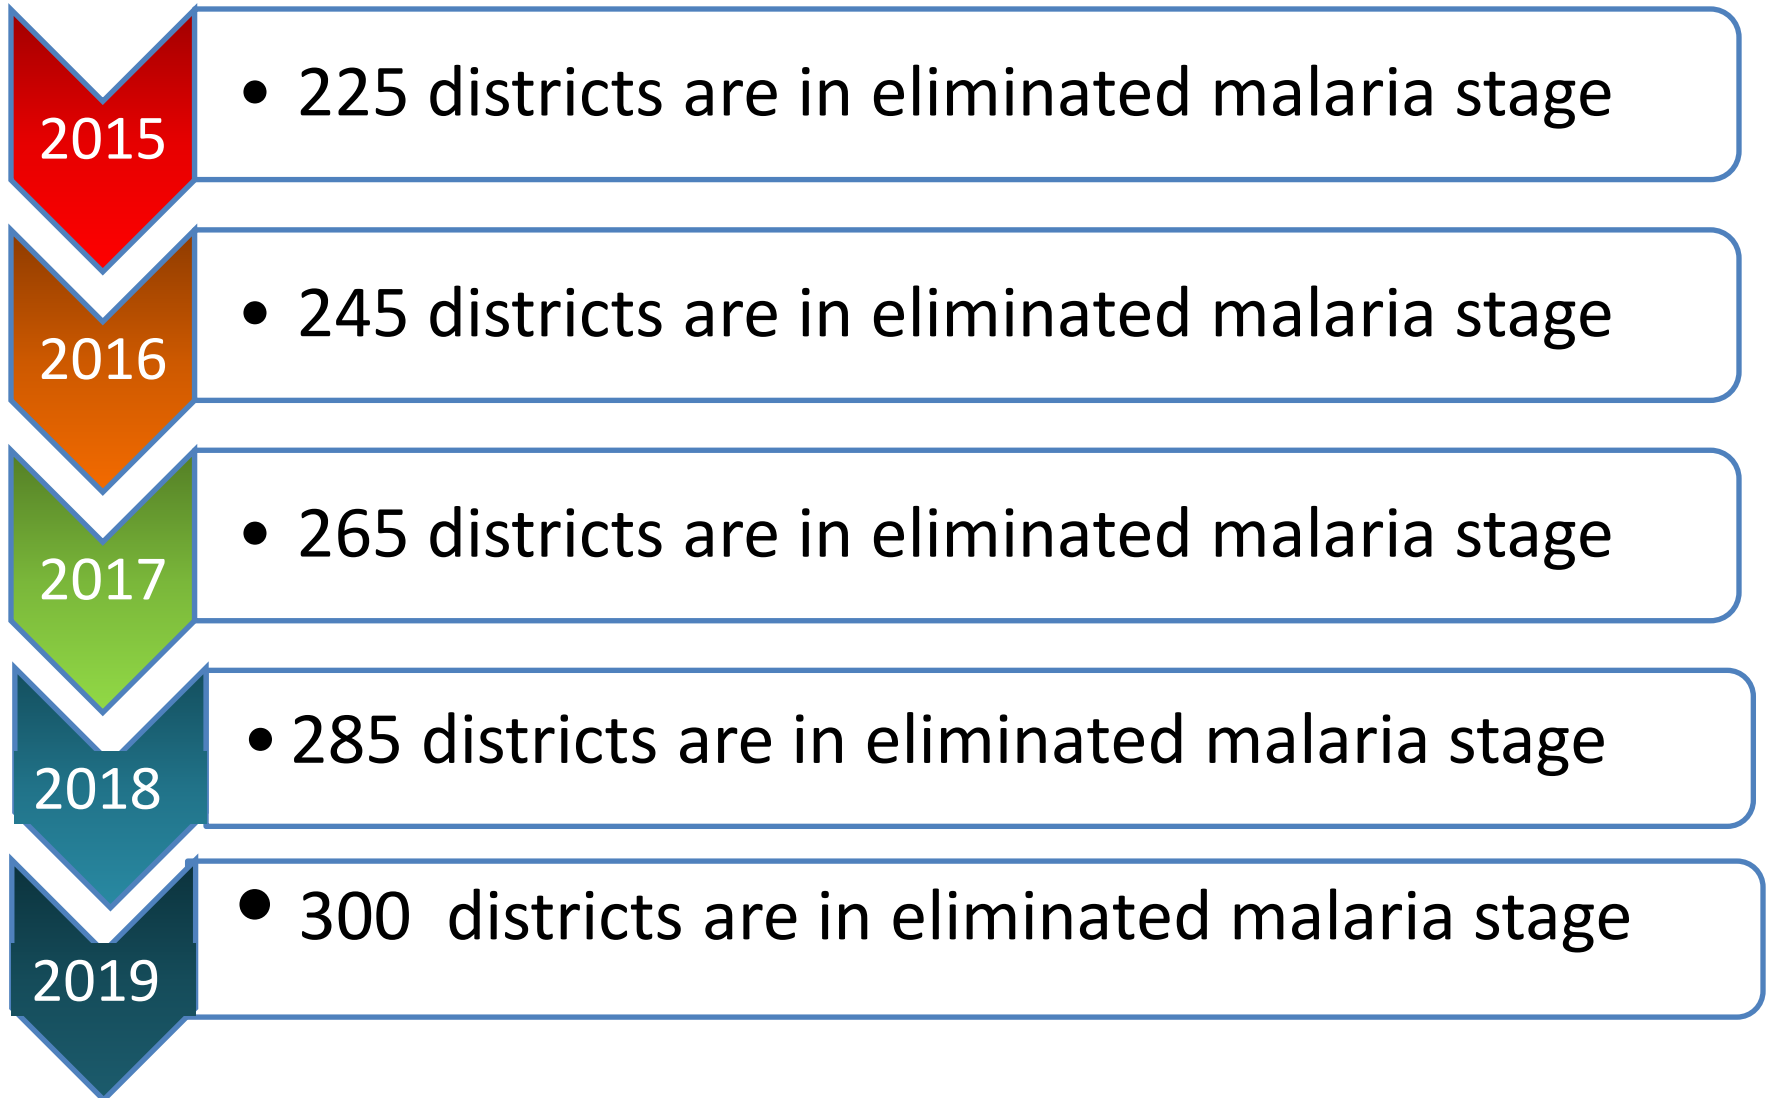 2015
• 225 districts are in eliminated malaria stage
2016
• 245 districts are in eliminated malaria stage
2017
• 265 districts are in eliminated malaria stage
2018
• 285 districts are in eliminated malaria stage
2019
• 300 districts are in eliminated malaria stage